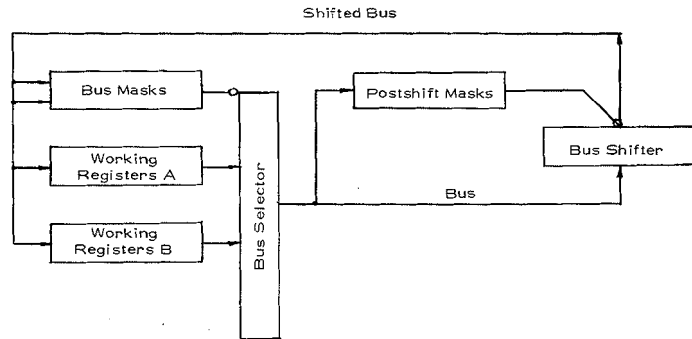 Shifted Bus
Bus Masks
Postshift Masks
Bus Shifter
Working
Registers A
Bus
Working
Registers B
Bus Selector